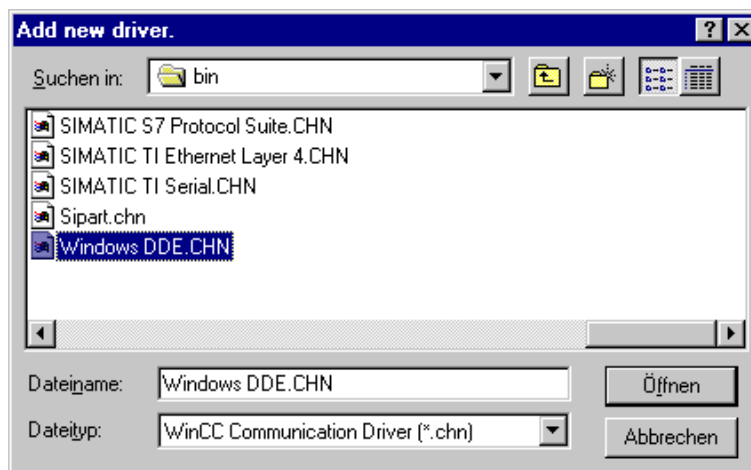 Add new driver.
Suchen in: bin
SIMATIC S7 Protocol Suite.CHN
SIMATIC TI Ethernet Layer 4.CHN
SIMATIC TI Serial.CHN
Sipart.chn
Windows DDE.CHN
Dateiname: Windows DDE.CHN Öffnen
Dateityp: WinCC Communication Driver (*.chn) Abbrechen